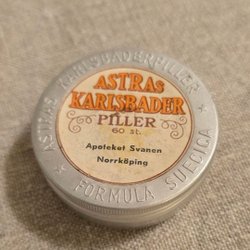 ASTRAS KARLSBADERPILLER
ASTRAS
KARLSBADER
PILLER
60 st.
Apoteket Svanen
Norrköping
FORMULA SUECICA